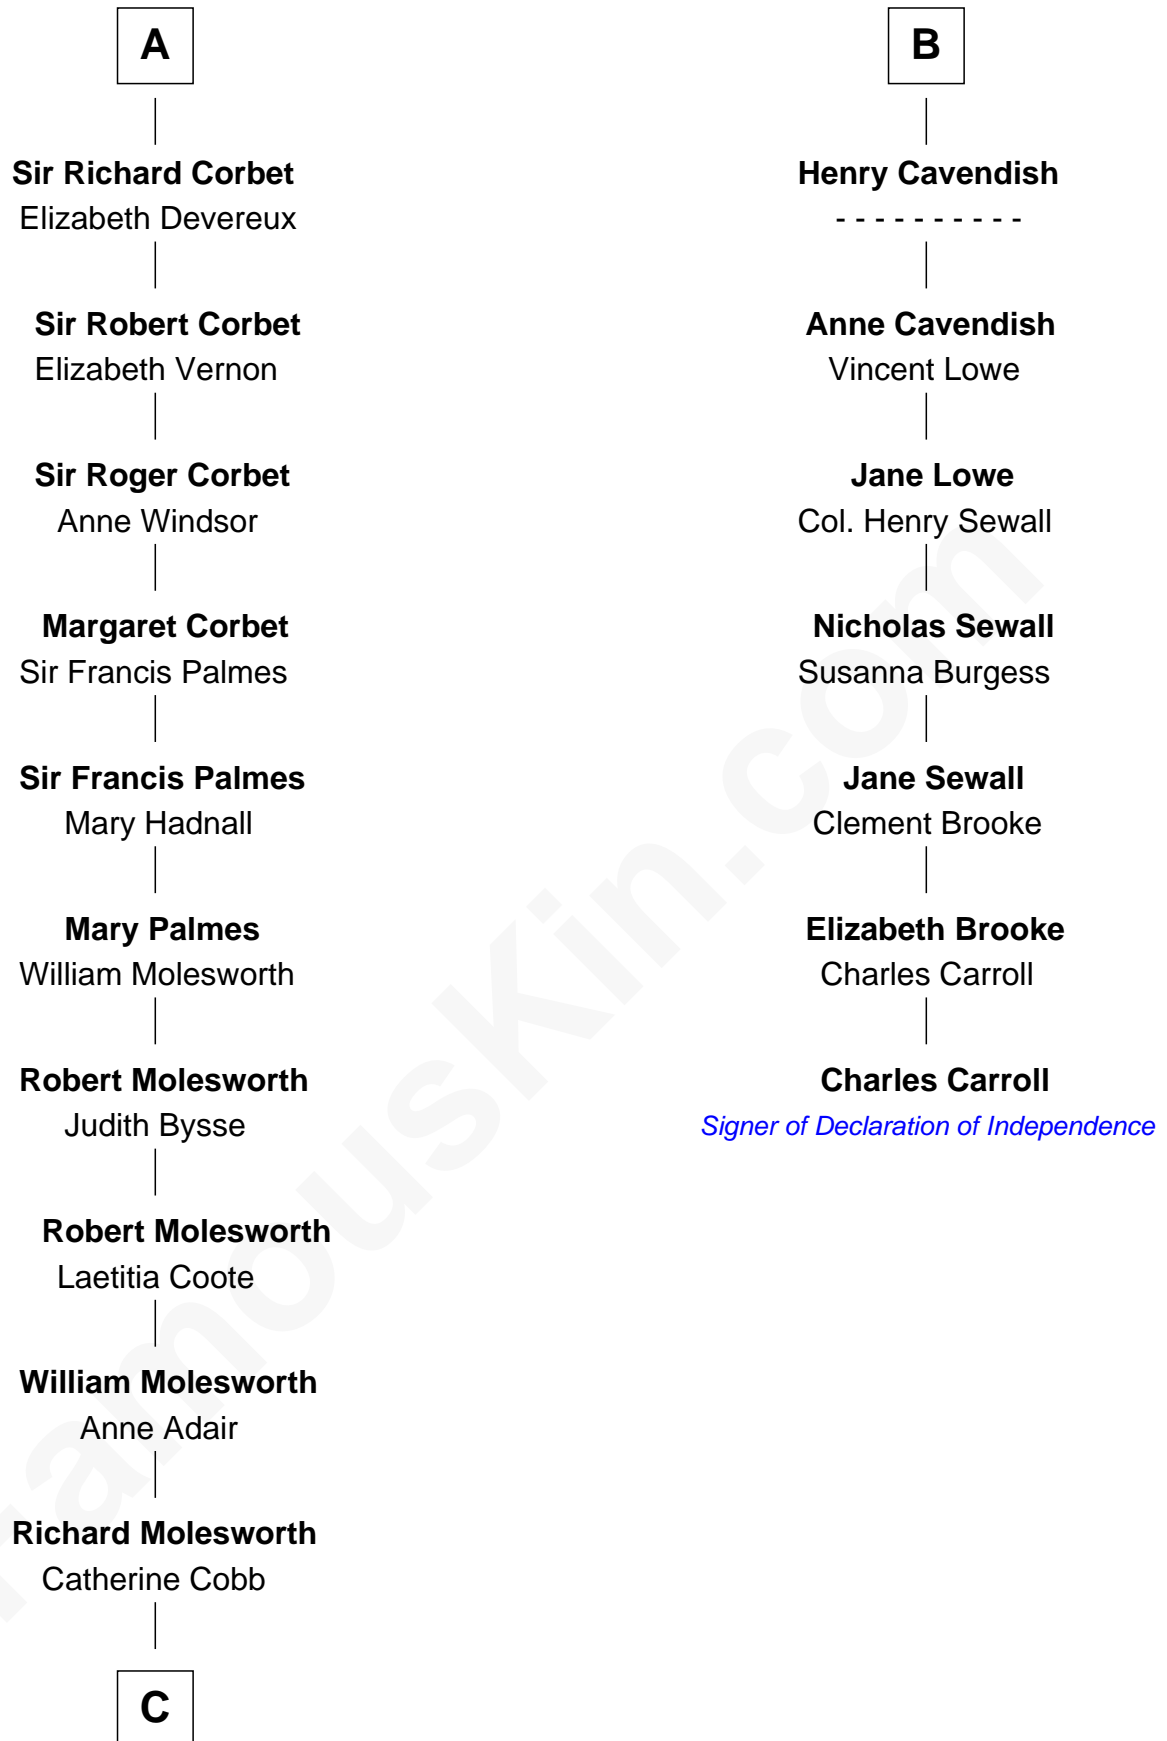 A
Sir Richard Corbet
Elizabeth Devereux
Sir Robert Corbet
Elizabeth Vernon
Sir Roger Corbet
Anne Windsor
Margaret Corbet
Sir Francis Palmes
Sir Francis Palmes
Mary Hadnall
Mary Palmes
William Molesworth
Robert Molesworth
Judith Bysse
Robert Molesworth
Laetitia Coote
William Molesworth
Anne Adair
Richard Molesworth
Catherine Cobb
C
B
Henry Cavendish
- - - - - - - - - -
Anne Cavendish
Vincent Lowe
Jane Lowe
Col. Henry Sewall
Nicholas Sewall
Susanna Burgess
Jane Sewall
Clement Brooke
Elizabeth Brooke
Charles Carroll
Charles Carroll
Signer of Declaration of Independence
FamousKin.com